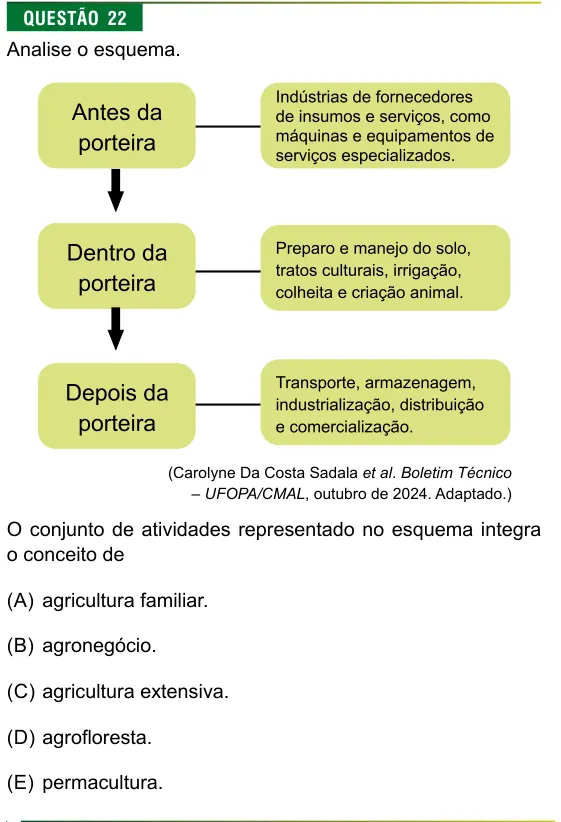 QUESTÃO 22
Analise o esquema.
Antes da
porteira
Indústrias de fornecedores
de insumos e serviços, como
máquinas e equipamentos de
serviços especializados.
Dentro da
porteira
Preparo e manejo do solo,
tratos culturais, irrigação,
colheita e criação animal.
Depois da
porteira
Transporte, armazenagem,
industrialização, distribuição
e comercialização.
(Carolyne Da Costa Sadala et al. Boletim Técnico
– UFOPA/CMAL, outubro de 2024. Adaptado.)
O conjunto de atividades representado no esquema integra
o conceito de
(A) agricultura familiar.
(B) agronegócio.
(C) agricultura extensiva.
(D) agrofloresta.
(E) permacultura.